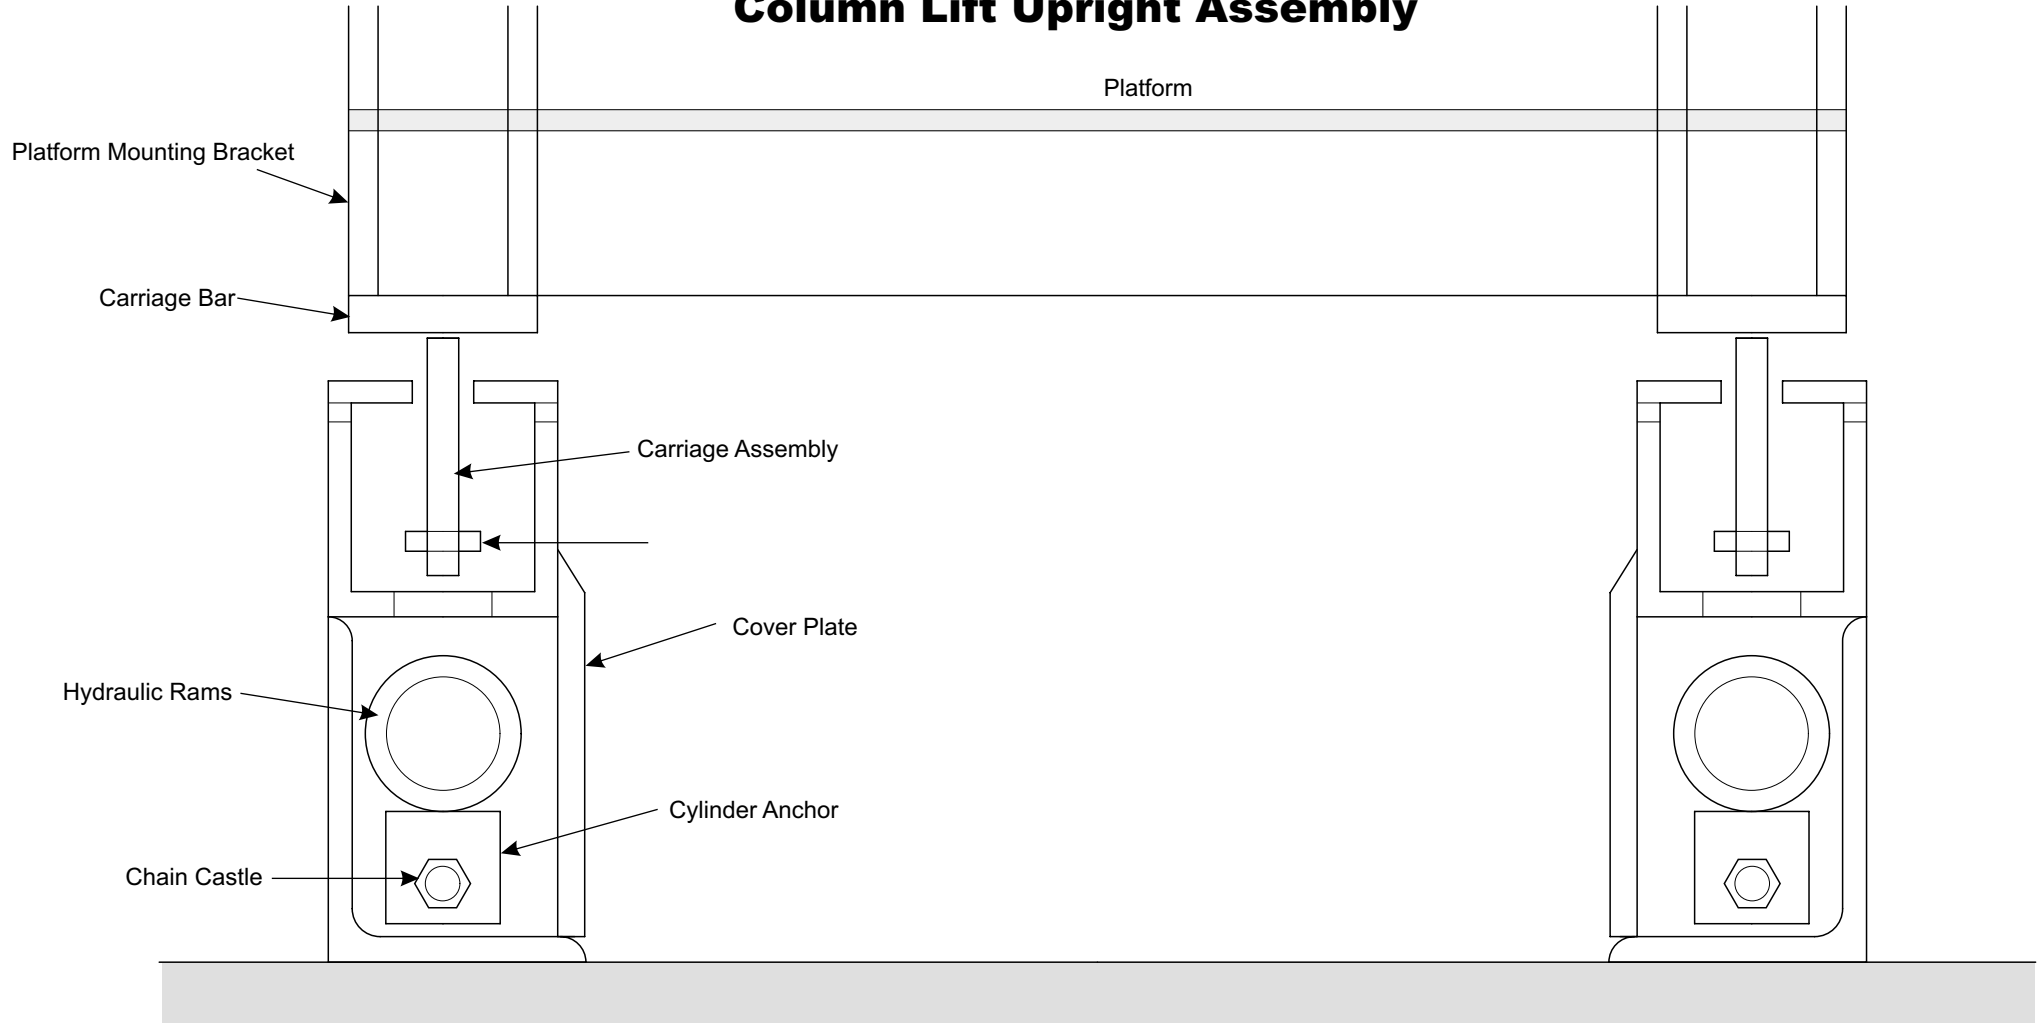 Column Lift Upright Assembly
Platform
Platform Mounting Bracket
Carriage Bar
Carriage Assembly
Cover Plate
Hydraulic Rams
Cylinder Anchor
Chain Castle